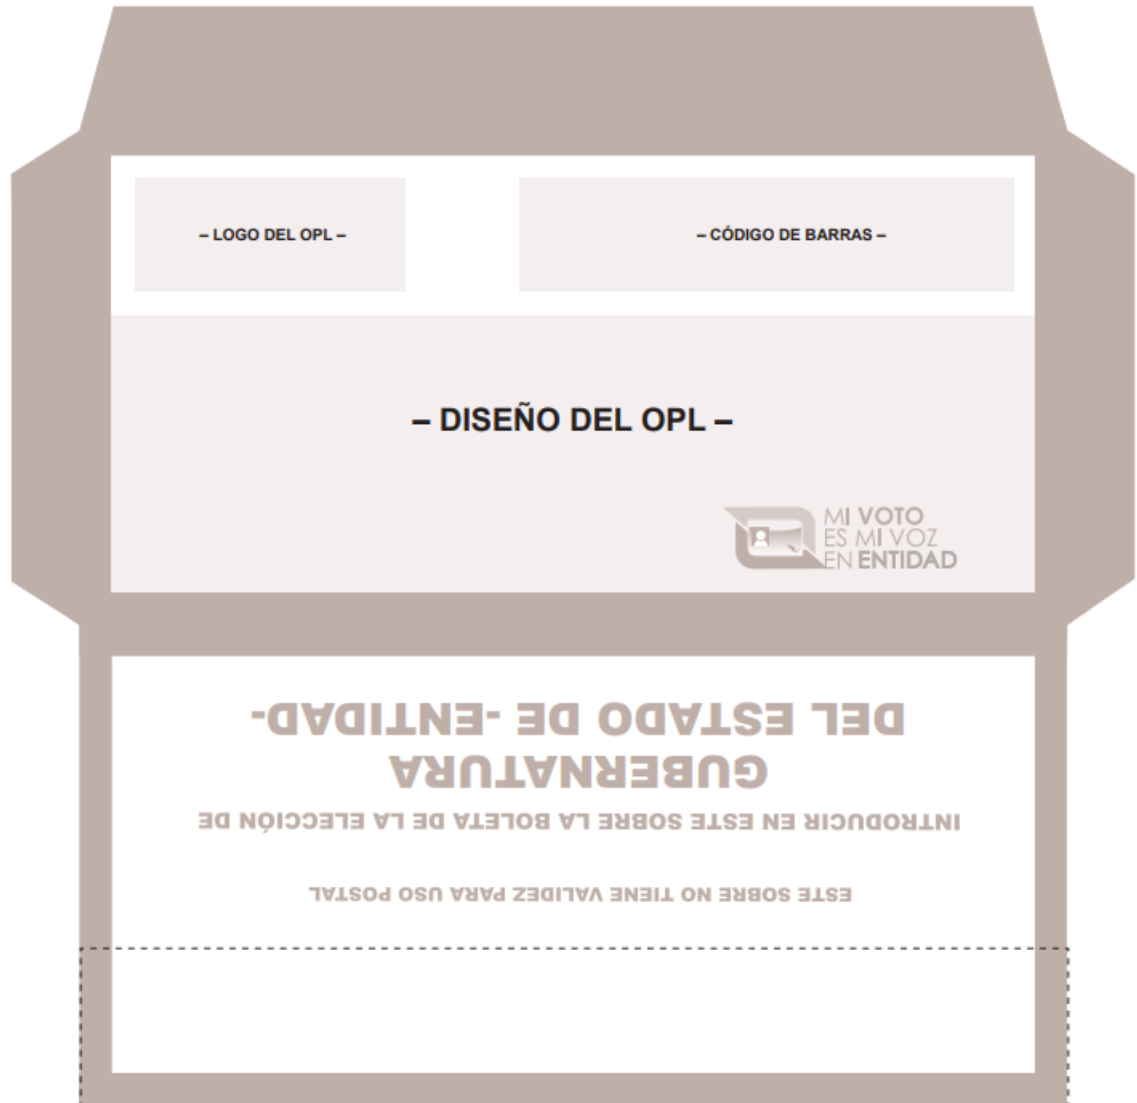 – LOGO DEL OPL –
– CÓDIGO DE BARRAS –
– DISEÑO DEL OPL –
MI VOTO
ES MI VOZ
EN ENTIDAD
ESTE SOBRE NO TIENE VALIDEZ PARA USO POSTAL
INTRODUCIR EN ESTE SOBRE LA BOLETA DE LA ELECCIÓN DE
GUBERNATURA
DEL ESTADO DE -ENTIDAD-